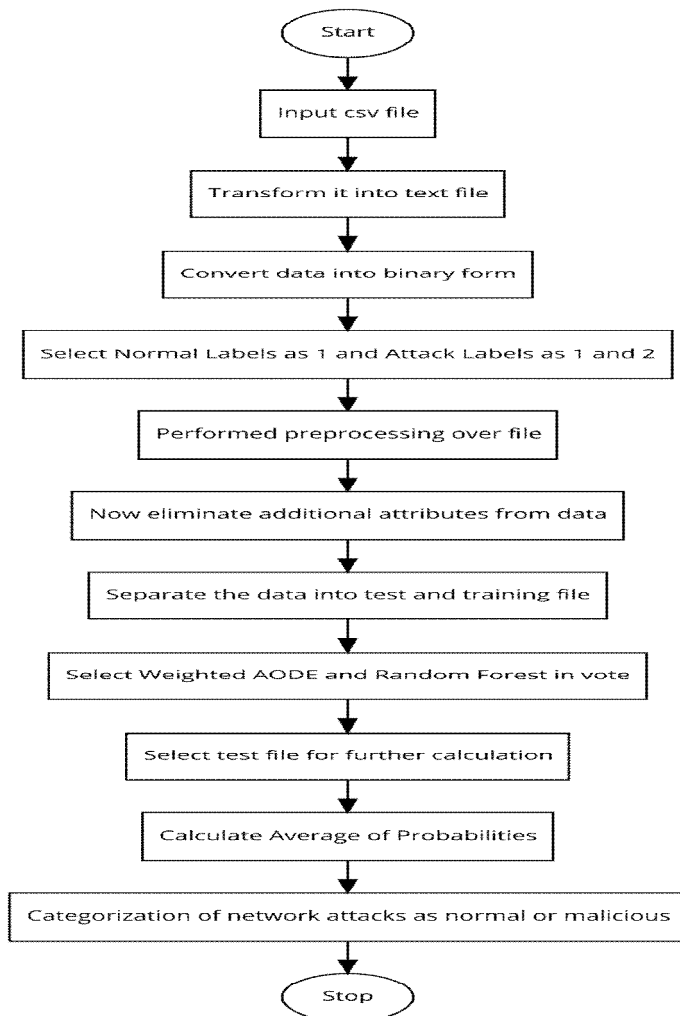 Start
Input csv file
Transform it into text file
Convert data into binary form
Select Normal Labels as 1 and Attack Labels as 1 and 2
Performed preprocessing over file
Now eliminate additional attributes from data
Separate the data into test and training file
Select Weighted AODE and Random Forest in vote
Select test file for further calculation
Calculate Average of Probabilities
Categorization of network attacks as normal or malicious
Stop